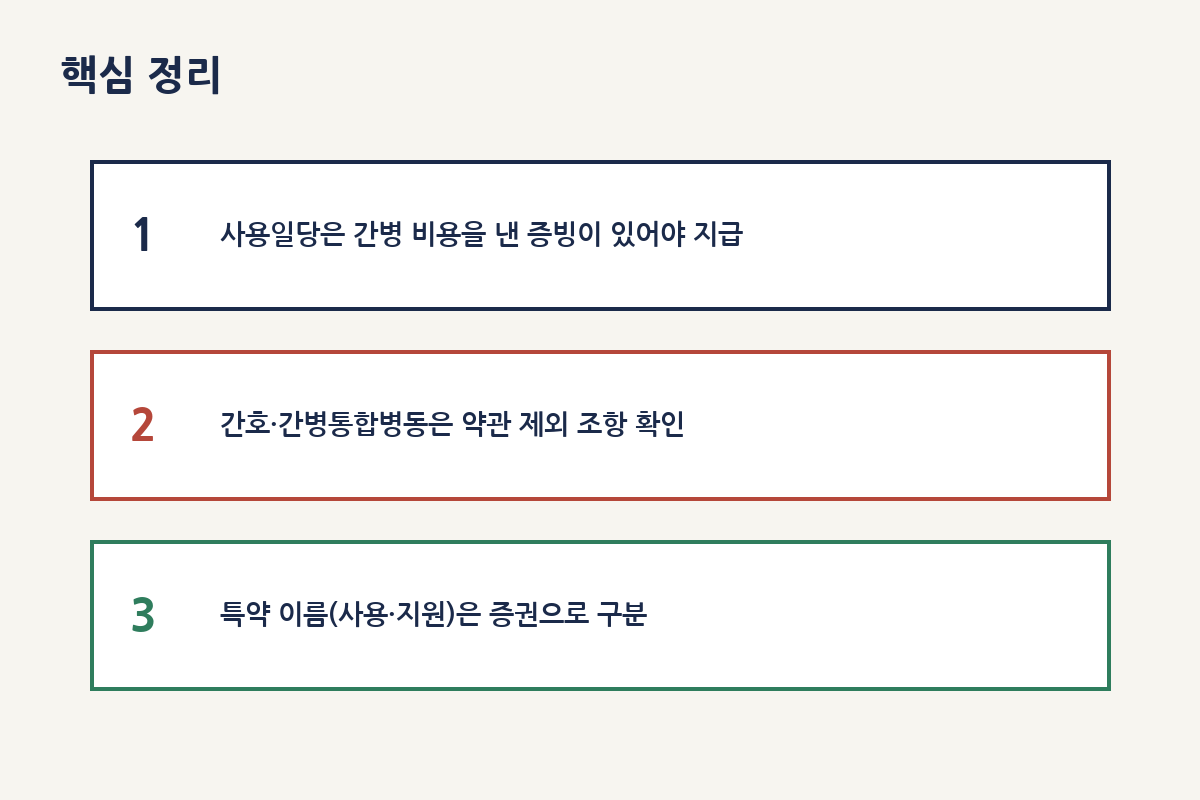 핵심 정리
1 사용일당은 간병 비용을 낸 증빙이 있어야 지급
2 간호·간병통합병동은 약관 제외 조항 확인
3 특약 이름(사용·지원)은 증권으로 구분